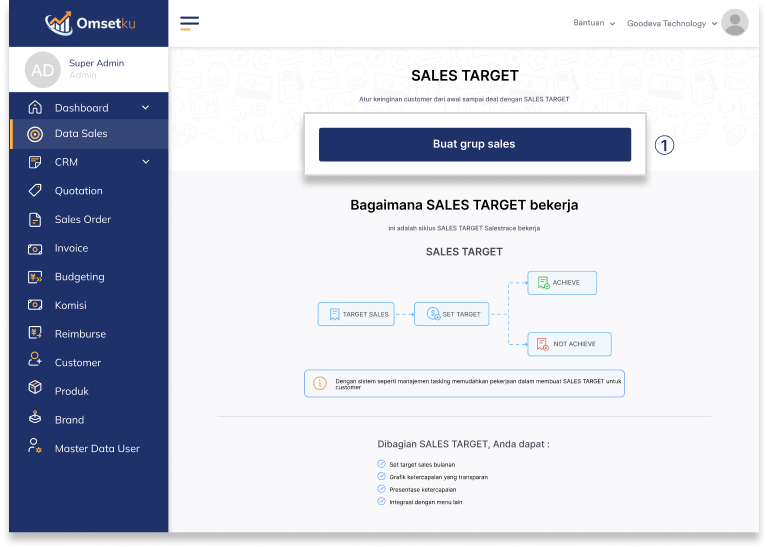 Omsetku
Bantuan
Goodeva Technology
AD
Super Admin
Admin
Dashboard
Data Sales
CRM
Quotation
Sales Order
Invoice
Budgeting
Komisi
Reimburse
Customer
Produk
Brand
Master Data User
SALES TARGET
Atur keinginan customer dari awal sampai deal dengan SALES TARGET
Buat grup sales
1
Bagaimana SALES TARGET bekerja
ini adalah siklus SALES TARGET Salestrace bekerja
SALES TARGET
ACHIEVE
TARGET SALES
SET TARGET
NOT ACHIEVE
Dengan sistem seperti manajemen tasking memudahkan pekerjaan dalam membuat SALES TARGET untuk
customer
Dibagian SALES TARGET, Anda dapat :
Set target sales bulanan
Grafik ketercapaian yang transparan
Presentase ketercapaian
Integrasi dengan menu lain